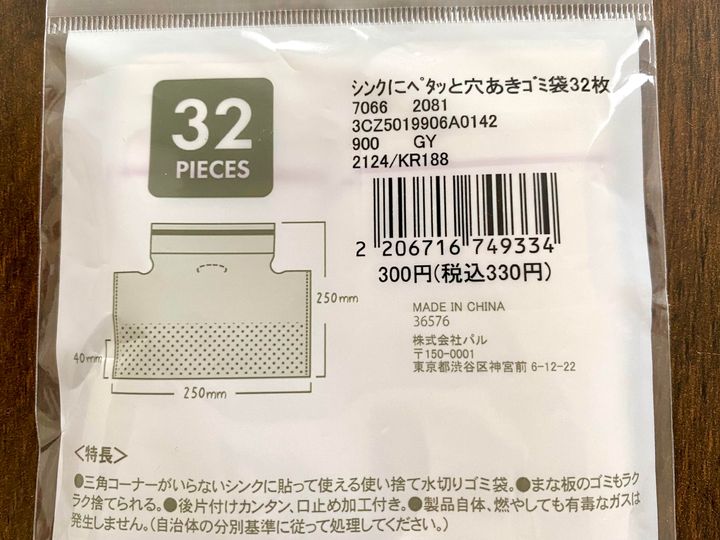 32
PIECES
シンクにペタッと穴あきゴミ袋32枚
7066 2081
3CZ5019906A0142
900 GY
2124/KR188
2 206716 749334
300円(税込330円)
MADE IN CHINA
36576
株式会社パル
〒150-0001
東京都渋谷区神宮前 6-12-22
250mm
40mm
250mm
〈特長〉
●三角コーナーがいらないシンクに貼って使える使い捨て水切りゴミ袋。●まな板のゴミもラク
ラク捨てられる。●後片付けカンタン、口止め加工付き。●製品自体、燃やしても有毒なガスは
発生しません。(自治体の分別基準に従って処理してください。)